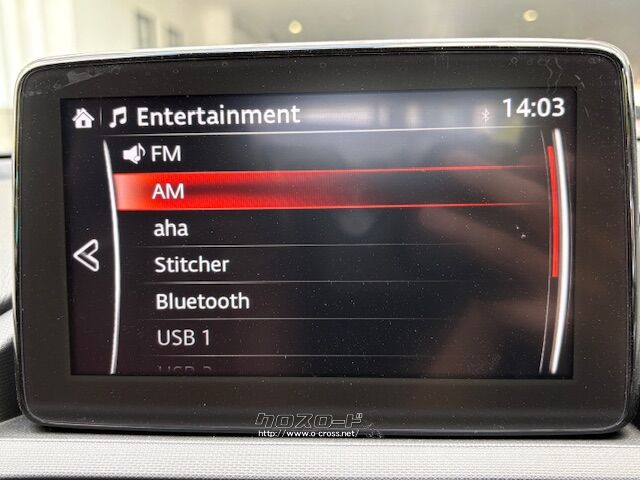 Entertainment
14:03
FM
AM
aha
Stitcher
Bluetooth
USB 1
クロスロード
http://www.o-cross.net/